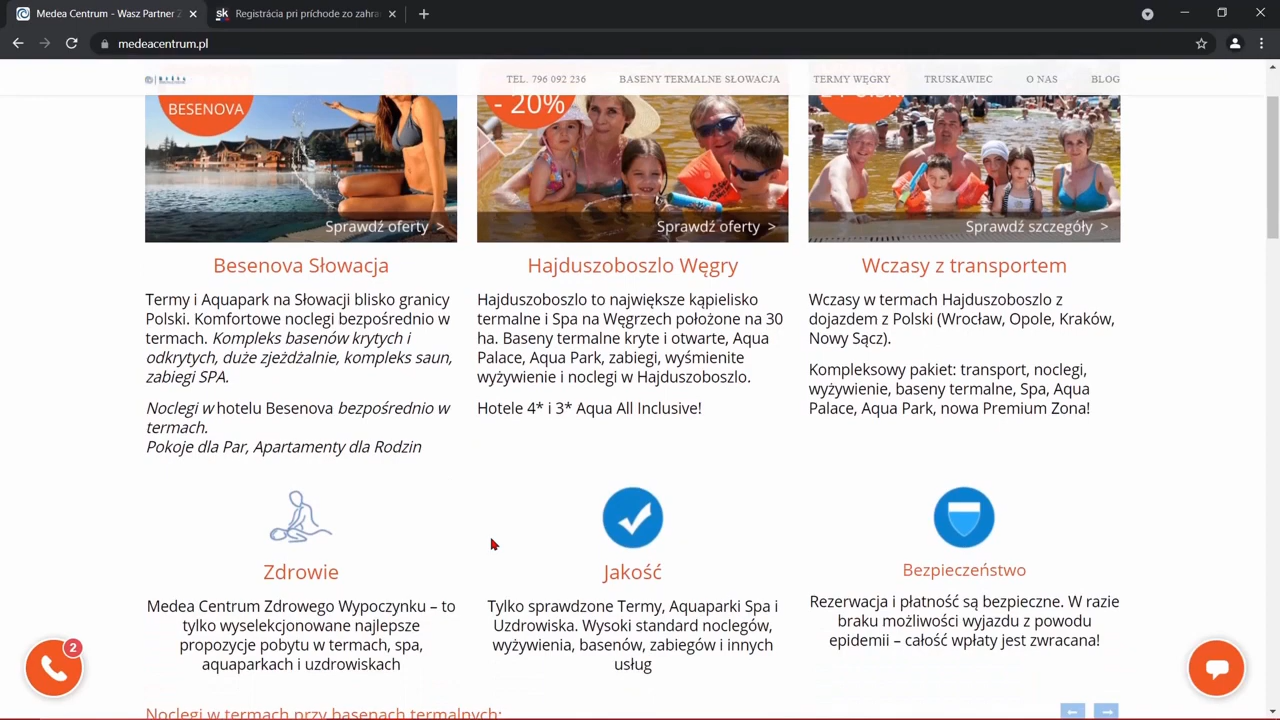 Medea Centrum - Wasz Partner Z
Registrácia pri príchode zo zahra
medeacentrum.pl
TEL. 796 092 236
BASENY TERMALNE SŁOWACJA
TERMY WĘGRY
TRUSKAWIEC
O NAS
BLOG
BESENOVA
- 20%
Sprawdź oferty >
Sprawdź oferty >
Sprawdź szczegóły >
Besenova Słowacja
Termy i Aquapark na Słowacji blisko granicy
Polski. Komfortowe noclegi bezpośrednio w
termach. Kompleks basenów krytych i
odkrytych, duże zjeżdżalnie, kompleks saun,
zabiegi SPA.
Noclegi w hotelu Besenova bezpośrednio w
termach.
Pokoje dla Par, Apartamenty dla Rodzin
Hajduszoboszlo Węgry
Hajduszoboszlo to największe kąpielisko
termalne i Spa na Węgrzech położone na 30
ha. Baseny termalne kryte i otwarte, Aqua
Palace, Aqua Park, zabiegi, wyśmienite
wyżywienie i noclegi w Hajduszoboszlo.
Hotele 4* i 3* Aqua All Inclusive!
Wczasy z transportem
Wczasy w termach Hajduszoboszlo z
dojazdem z Polski (Wrocław, Opole, Kraków,
Nowy Sącz).
Kompleksowy pakiet: transport, noclegi,
wyżywienie, baseny termalne, Spa, Aqua
Palace, Aqua Park, nowa Premium Zona!
Zdrowie
Medea Centrum Zdrowego Wypoczynku – to
tylko wyselekcjonowane najlepsze
propozycje pobytu w termach, spa,
aquaparkach i uzdrowiskach
Jakość
Tylko sprawdzone Termy, Aquaparki Spa i
Uzdrowiska. Wysoki standard noclegów,
wyżywienia, basenów, zabiegów i innych
usług
Bezpieczeństwo
Rezerwacja i płatność są bezpieczne. W razie
braku możliwości wyjazdu z powodu
epidemii – całość wpłaty jest zwracana!
2
Noclegi w termach przy basenach termalnych: